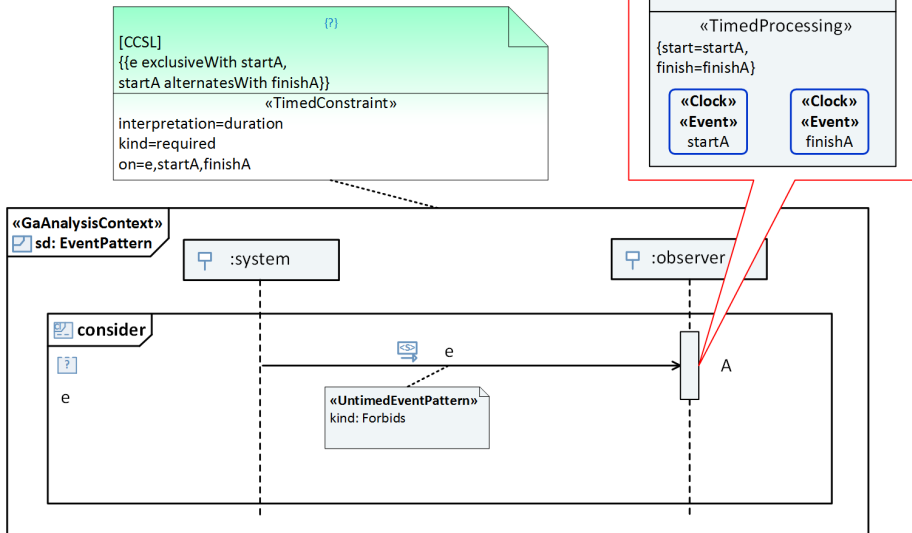 {?}
[CCSL]
{{e exclusiveWith startA,
startA alternatesWith finishA}}
«TimedConstraint»
interpretation=duration
kind=required
on=e,startA,finishA
«TimedProcessing»
{start=startA,
finish=finishA}
«Clock»
«Event»
startA
«Clock»
«Event»
finishA
«GaAnalysisContext»
sd: EventPattern
:system
:observer
consider
[?]
e
<S>
e
A
«UntimedEventPattern»
kind: Forbids